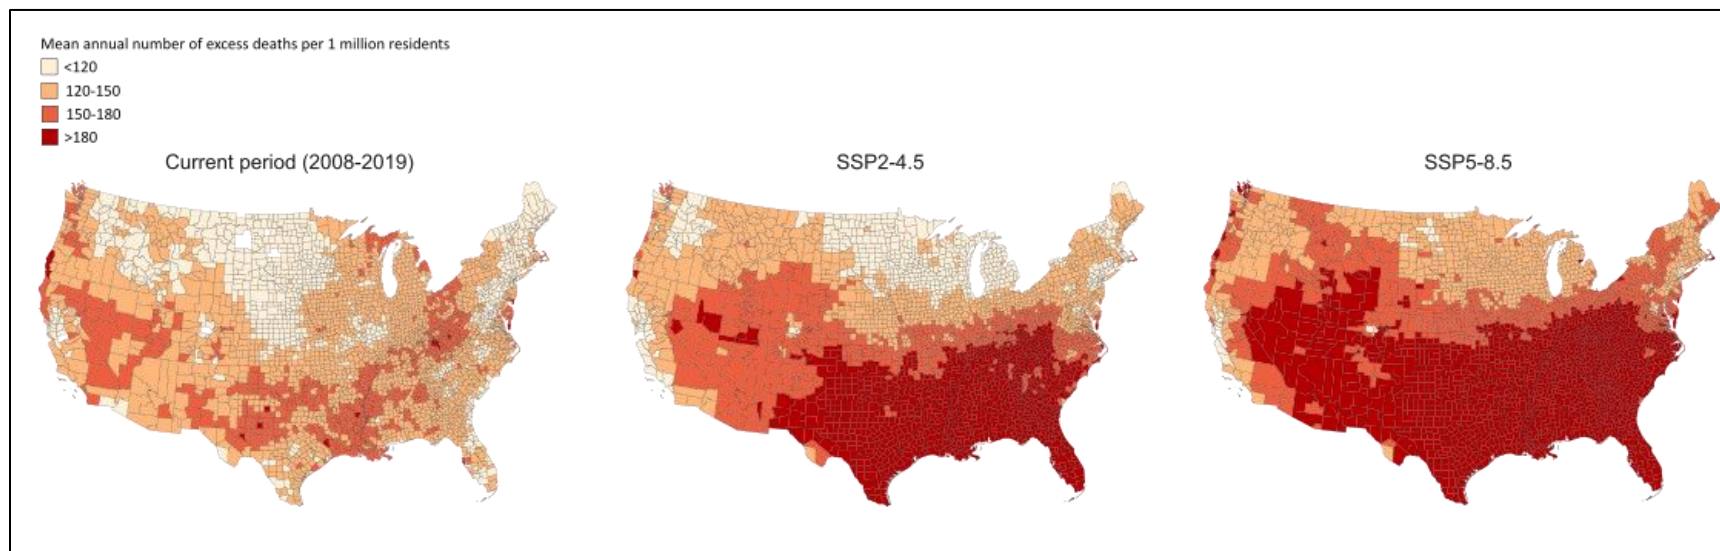 Mean annual number of excess deaths per 1 million residents
<120
120-150
150-180
>180
Current period (2008-2019)
SSP2-4.5
SSP5-8.5